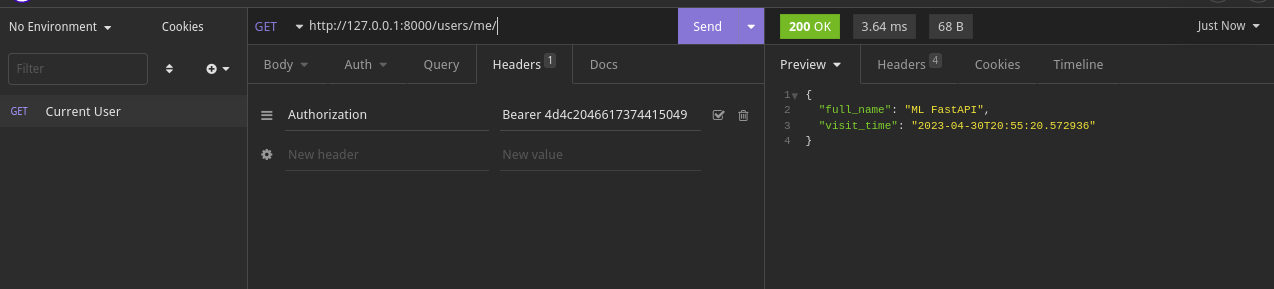 No Environment
Cookies
Filter
GET Current User
GET http://127.0.0.1:8000/users/me/
Send
Body
Auth
Query
Headers 1
Docs
Authorization
Bearer 4d4c2046617374415049
New header
New value
200 OK
3.64 ms
68 B
Just Now
Preview
Headers 4
Cookies
Timeline
1 {
2 "full_name": "ML FastAPI",
3 "visit_time": "2023-04-30T20:55:20.572936"
4 }